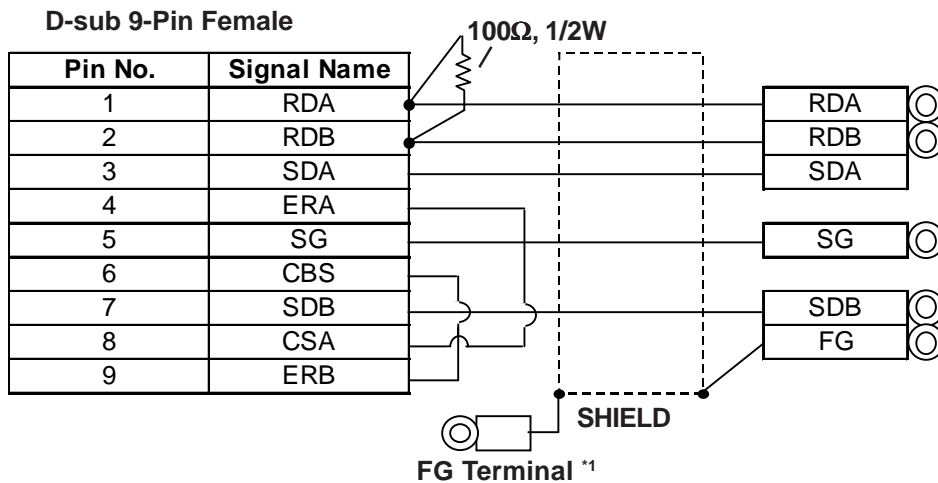 D-sub 9-Pin Female
100Ω, 1/2W
Pin No. Signal Name
1 RDA RDA
2 RDB RDB
3 SDA SDA
4 ERA
5 SG SG
6 CBS
7 SDB SDB
8 CSA FG
9 ERB
SHIELD
FG Terminal *1